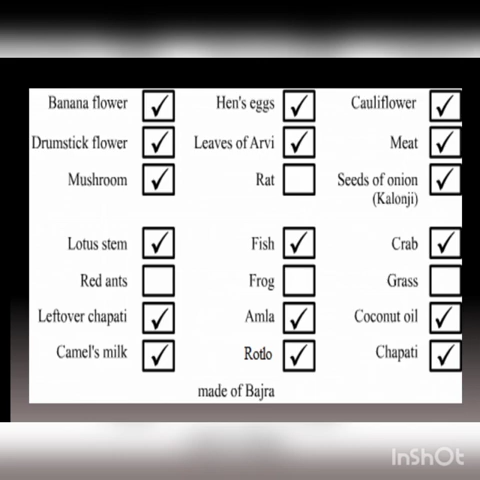 Banana flower ✓ Hen's eggs ✓ Cauliflower ✓
Drumstick flower ✓ Leaves of Arvi ✓ Meat ✓
Mushroom ✓ Rat Seeds of onion ✓
(Kalonji)
Lotus stem ✓ Fish ✓ Crab ✓
Red ants Frog Grass
Leftover chapati ✓ Amla ✓ Coconut oil ✓
Camel's milk ✓ Rotlo ✓ Chapati ✓
made of Bajra
InShOt